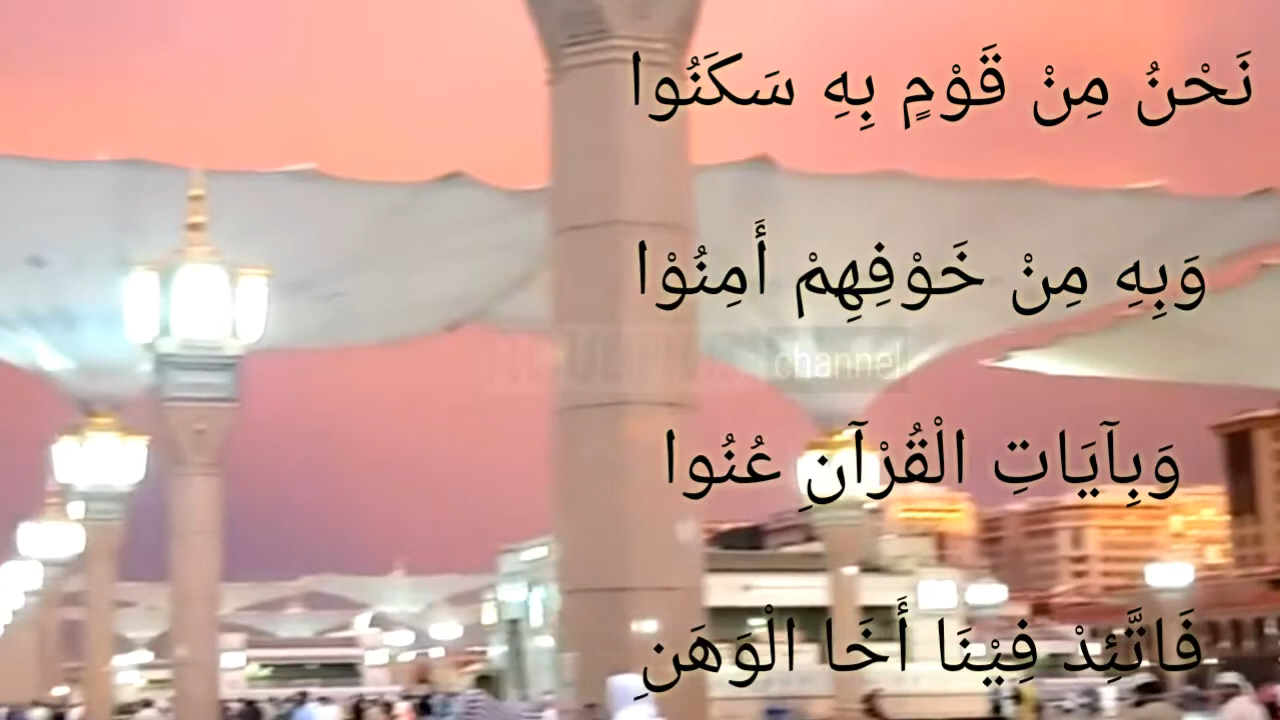 نَحْنُ مِنْ قَوْمٍ بِهِ سَكَنُوا
وَبِهِ مِنْ خَوْفِهِمْ أَمِنُوْا
channel
وَبِآيَاتِ الْقُرْآنِ عُنُوا
فَاتَّئِدْ فِيْنَا أَخَا الْوَهَنِ